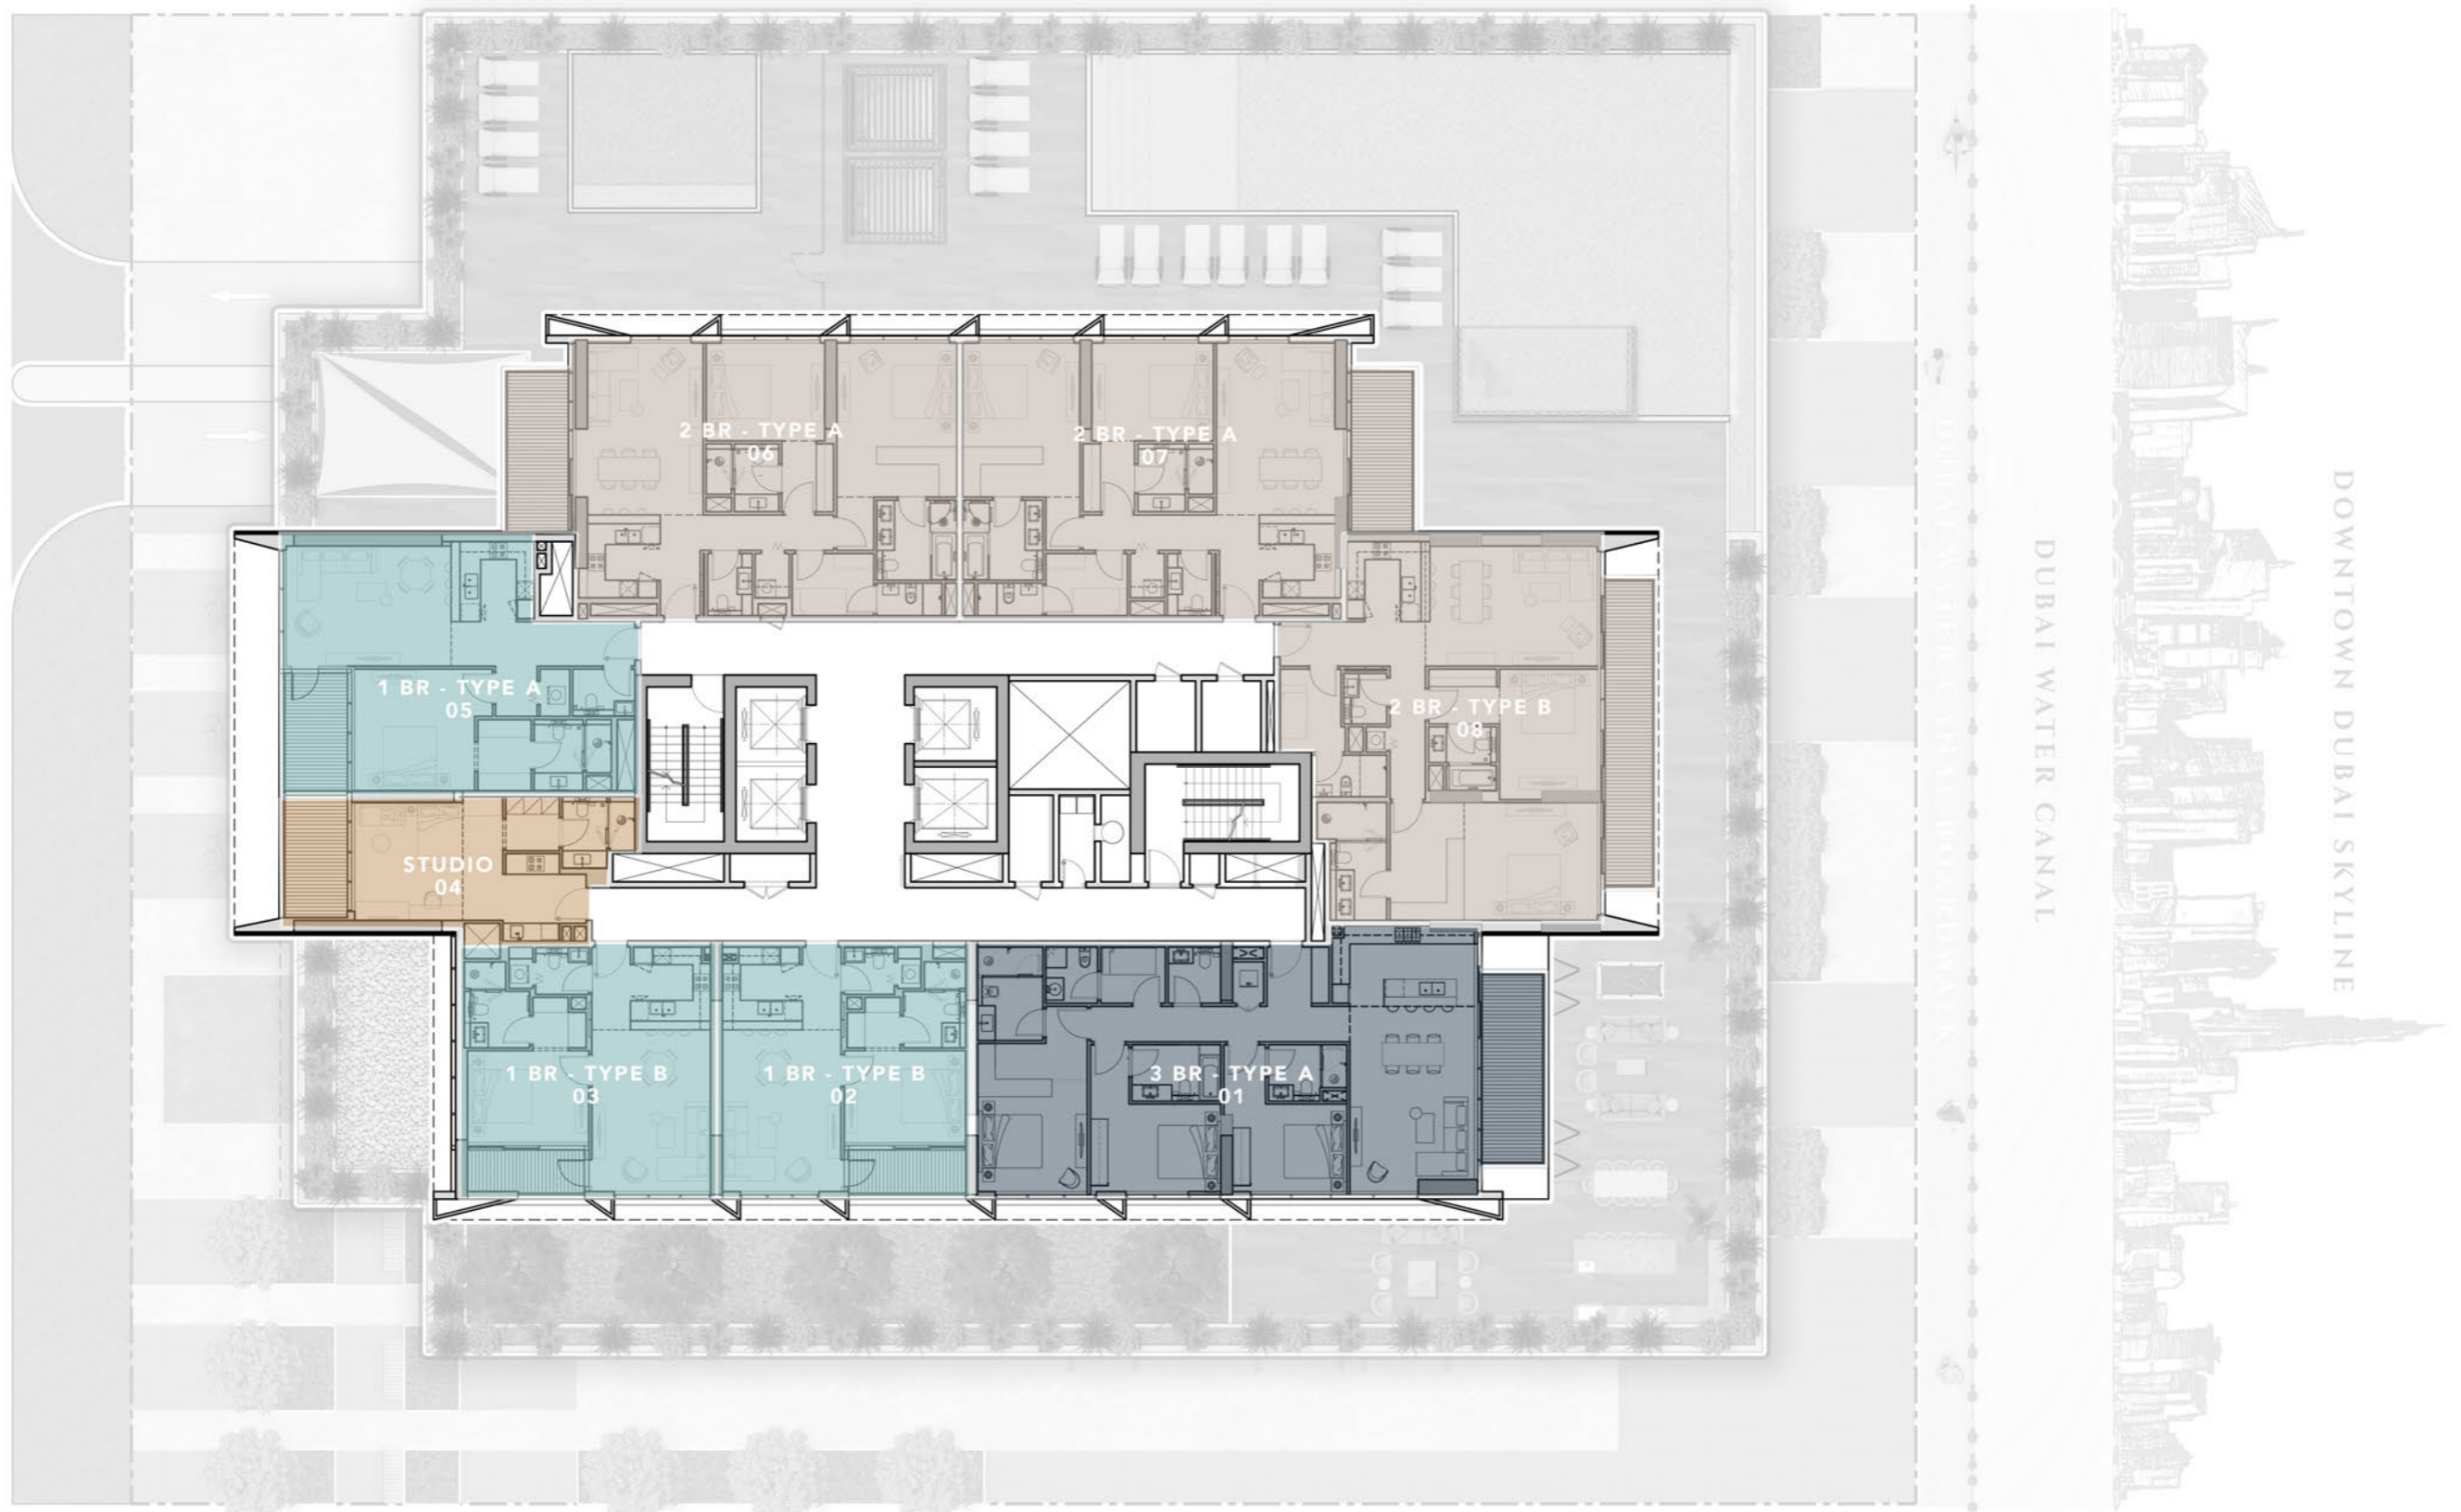 2 BR - TYPE A
06
2 BR - TYPE A
07
1 BR - TYPE A
05
2 BR - TYPE B
08
STUDIO
04
1 BR - TYPE B
03
1 BR - TYPE B
02
3 BR - TYPE A
01
DUBAI WATER CANAL BOARDWALK
DUBAI WATER CANAL
DOWNTOWN DUBAI SKYLINE